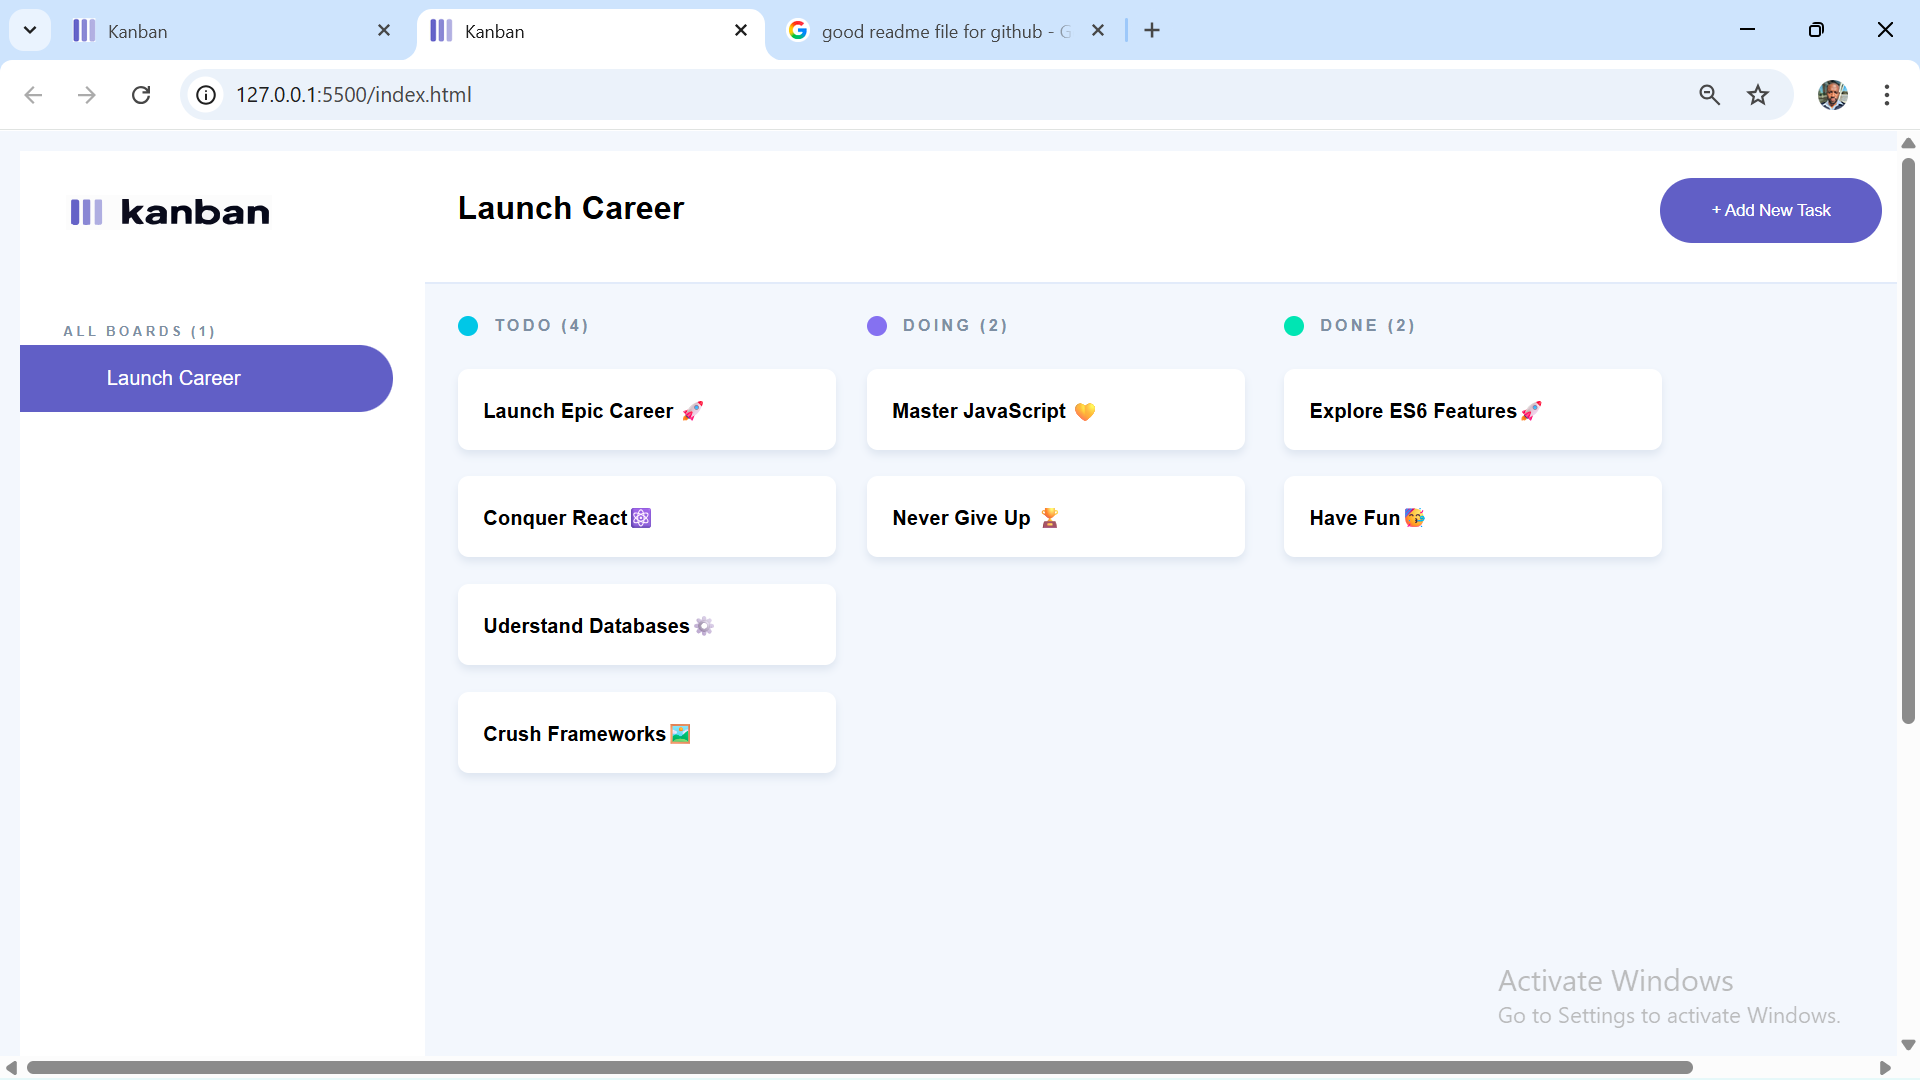 Kanban
Kanban
good readme file for github - G
127.0.0.1:5500/index.html
kanban
Launch Career
+ Add New Task
ALL BOARDS (1)
Launch Career
TODO (4)
DOING (2)
DONE (2)
Launch Epic Career 🚀
Master JavaScript 💛
Explore ES6 Features🚀
Conquer React⚛️
Never Give Up 🏆
Have Fun🥳
Uderstand Databases⚙️
Crush Frameworks🖼️
Activate Windows
Go to Settings to activate Windows.